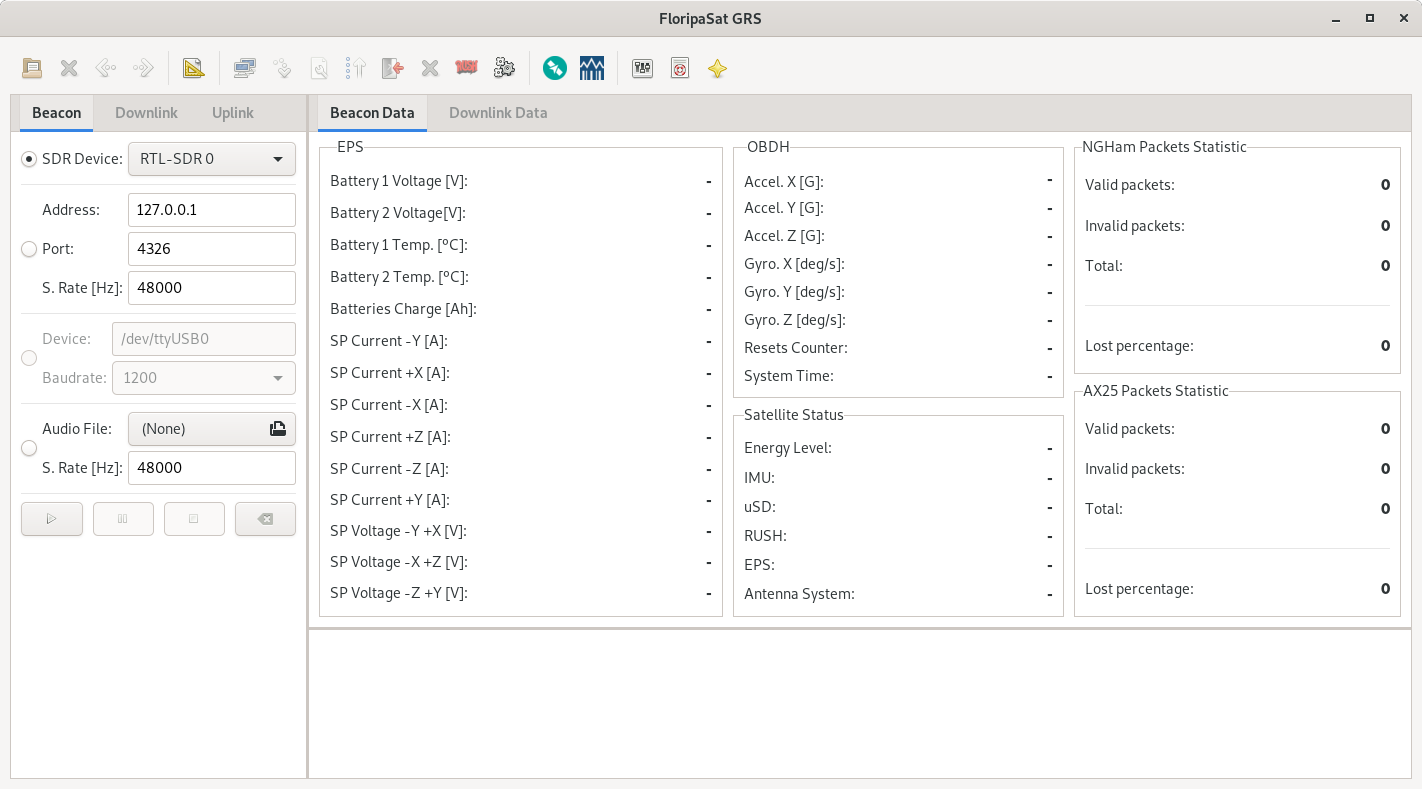 FloripaSat GRS
Beacon Downlink Uplink
SDR Device: RTL-SDR 0
Address: 127.0.0.1
Port: 4326
S. Rate [Hz]: 48000
Device: /dev/ttyUSB0
Baudrate: 1200
Audio File: (None)
S. Rate [Hz]: 48000
Beacon Data Downlink Data
EPS
Battery 1 Voltage [V]: -
Battery 2 Voltage[V]: -
Battery 1 Temp. [ºC]: -
Battery 2 Temp. [ºC]: -
Batteries Charge [Ah]: -
SP Current -Y [A]: -
SP Current +X [A]: -
SP Current -X [A]: -
SP Current +Z [A]: -
SP Current -Z [A]: -
SP Current +Y [A]: -
SP Voltage -Y +X [V]: -
SP Voltage -X +Z [V]: -
SP Voltage -Z +Y [V]: -
OBDH
Accel. X [G]: -
Accel. Y [G]: -
Accel. Z [G]: -
Gyro. X [deg/s]: -
Gyro. Y [deg/s]: -
Gyro. Z [deg/s]: -
Resets Counter: -
System Time: -
Satellite Status
Energy Level: -
IMU: -
uSD: -
RUSH: -
EPS: -
Antenna System: -
NGHam Packets Statistic
Valid packets: 0
Invalid packets: 0
Total: 0
Lost percentage: 0
AX25 Packets Statistic
Valid packets: 0
Invalid packets: 0
Total: 0
Lost percentage: 0